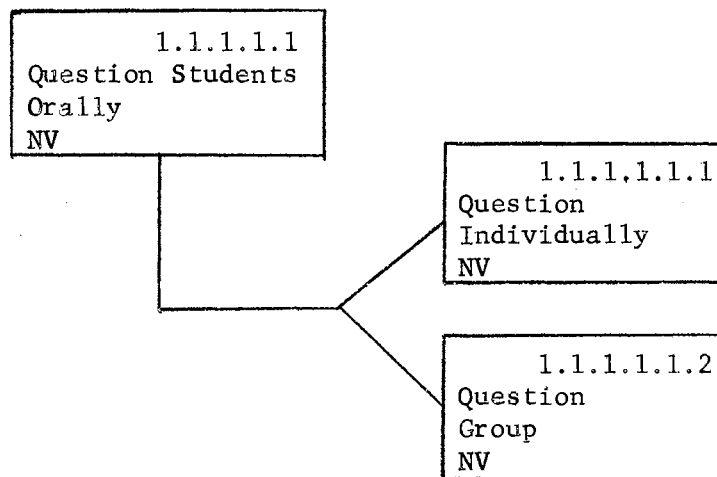 1.1.1.1.1
Question Students
Orally
NV
1.1.1.1.1.1
Question
Individually
NV
1.1.1.1.1.2
Question
Group
NV